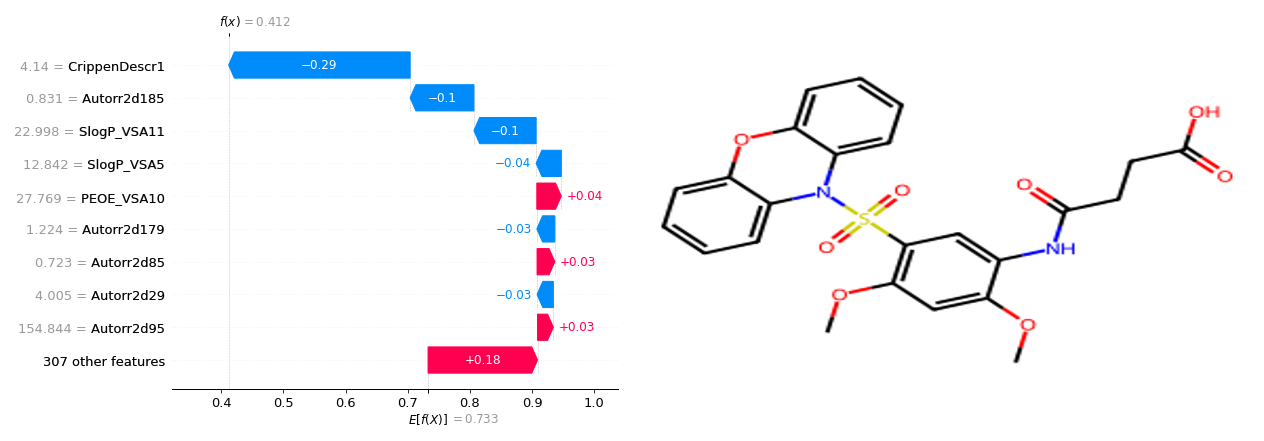 f(x) = 0.412
4.14 = CrippenDescr1 −0.29
0.831 = Autorr2d185 −0.1
22.998 = SlogP_VSA11 −0.1
12.842 = SlogP_VSA5 −0.04
27.769 = PEOE_VSA10 +0.04
1.224 = Autorr2d179 −0.03
0.723 = Autorr2d85 +0.03
4.005 = Autorr2d29 −0.03
154.844 = Autorr2d95 +0.03
307 other features +0.18
0.4 0.5 0.6 0.7 0.8 0.9 1.0
E[f(X)] = 0.733
OH
O
O
O
O
N
O
S
O
NH
O
O